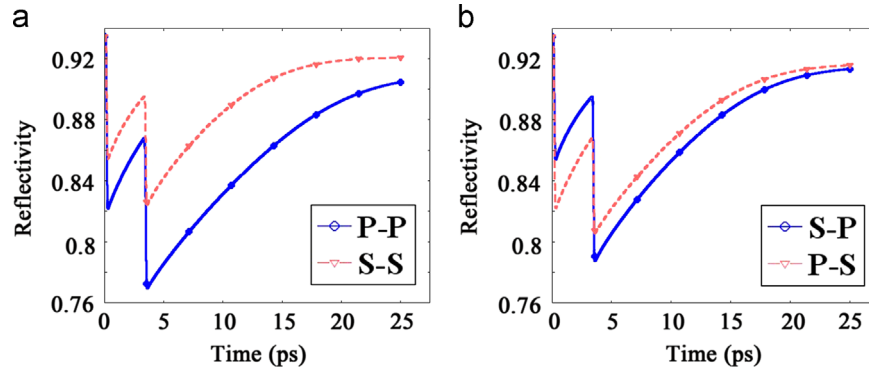 a
0.92
0.88
0.84
0.8
0.76
Reflectivity
0 5 10 15 20 25
Time (ps)
P-P
S-S
b
0.92
0.88
0.84
0.8
0.76
Reflectivity
0 5 10 15 20 25
Time (ps)
S-P
P-S